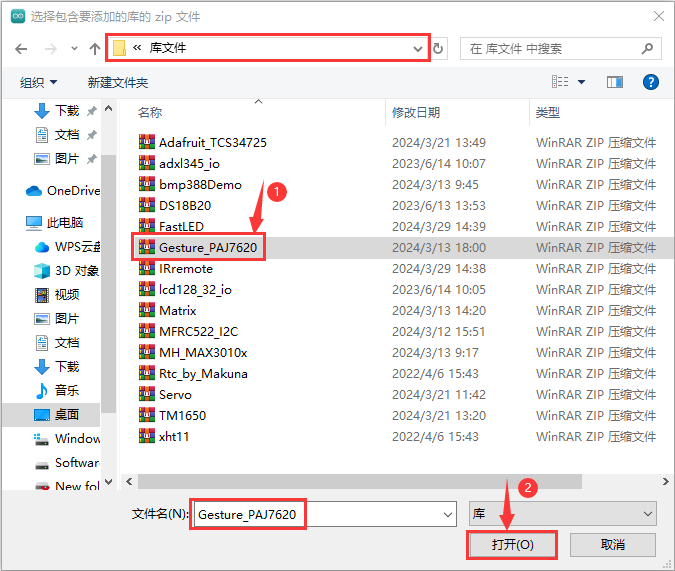 选择包含要添加的库的 zip 文件
« 库文件
在 库文件 中搜索
组织
新建文件夹
?
名称 修改日期 类型
下载
文档
图片
OneDrive
此电脑
WPS云盘
3D 对象
视频
图片
文档
下载
音乐
桌面
Window
Software
New fol
Adafruit_TCS34725 2024/3/21 13:49 WinRAR ZIP 压缩文件
adxl345_io 2023/6/14 10:07 WinRAR ZIP 压缩文件
bmp388Demo 2024/3/13 9:45 WinRAR ZIP 压缩文件
DS18B20 2023/6/13 13:53 WinRAR ZIP 压缩文件
FastLED 2024/3/29 14:39 WinRAR ZIP 压缩文件
Gesture_PAJ7620 2024/3/13 18:00 WinRAR ZIP 压缩文件
IRremote 2024/3/29 14:38 WinRAR ZIP 压缩文件
lcd128_32_io 2023/6/14 10:05 WinRAR ZIP 压缩文件
Matrix 2024/3/13 14:20 WinRAR ZIP 压缩文件
MFRC522_I2C 2024/3/12 15:51 WinRAR ZIP 压缩文件
MH_MAX3010x 2024/3/13 9:17 WinRAR ZIP 压缩文件
Rtc_by_Makuna 2022/4/6 15:43 WinRAR ZIP 压缩文件
Servo 2024/3/21 11:42 WinRAR ZIP 压缩文件
TM1650 2024/3/21 13:20 WinRAR ZIP 压缩文件
xht11 2022/4/6 15:43 WinRAR ZIP 压缩文件
1
2
文件名(N): Gesture_PAJ7620 库
打开(O) 取消